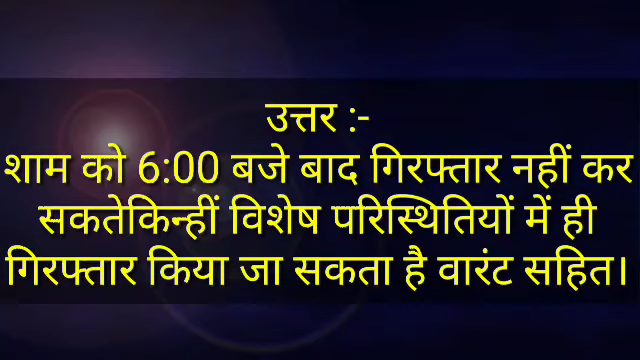 उत्तर :-
शाम को 6:00 बजे बाद गिरफ्तार नहीं कर
सकतेकिन्हीं विशेष परिस्थितियों में ही
गिरफ्तार किया जा सकता है वारंट सहित।